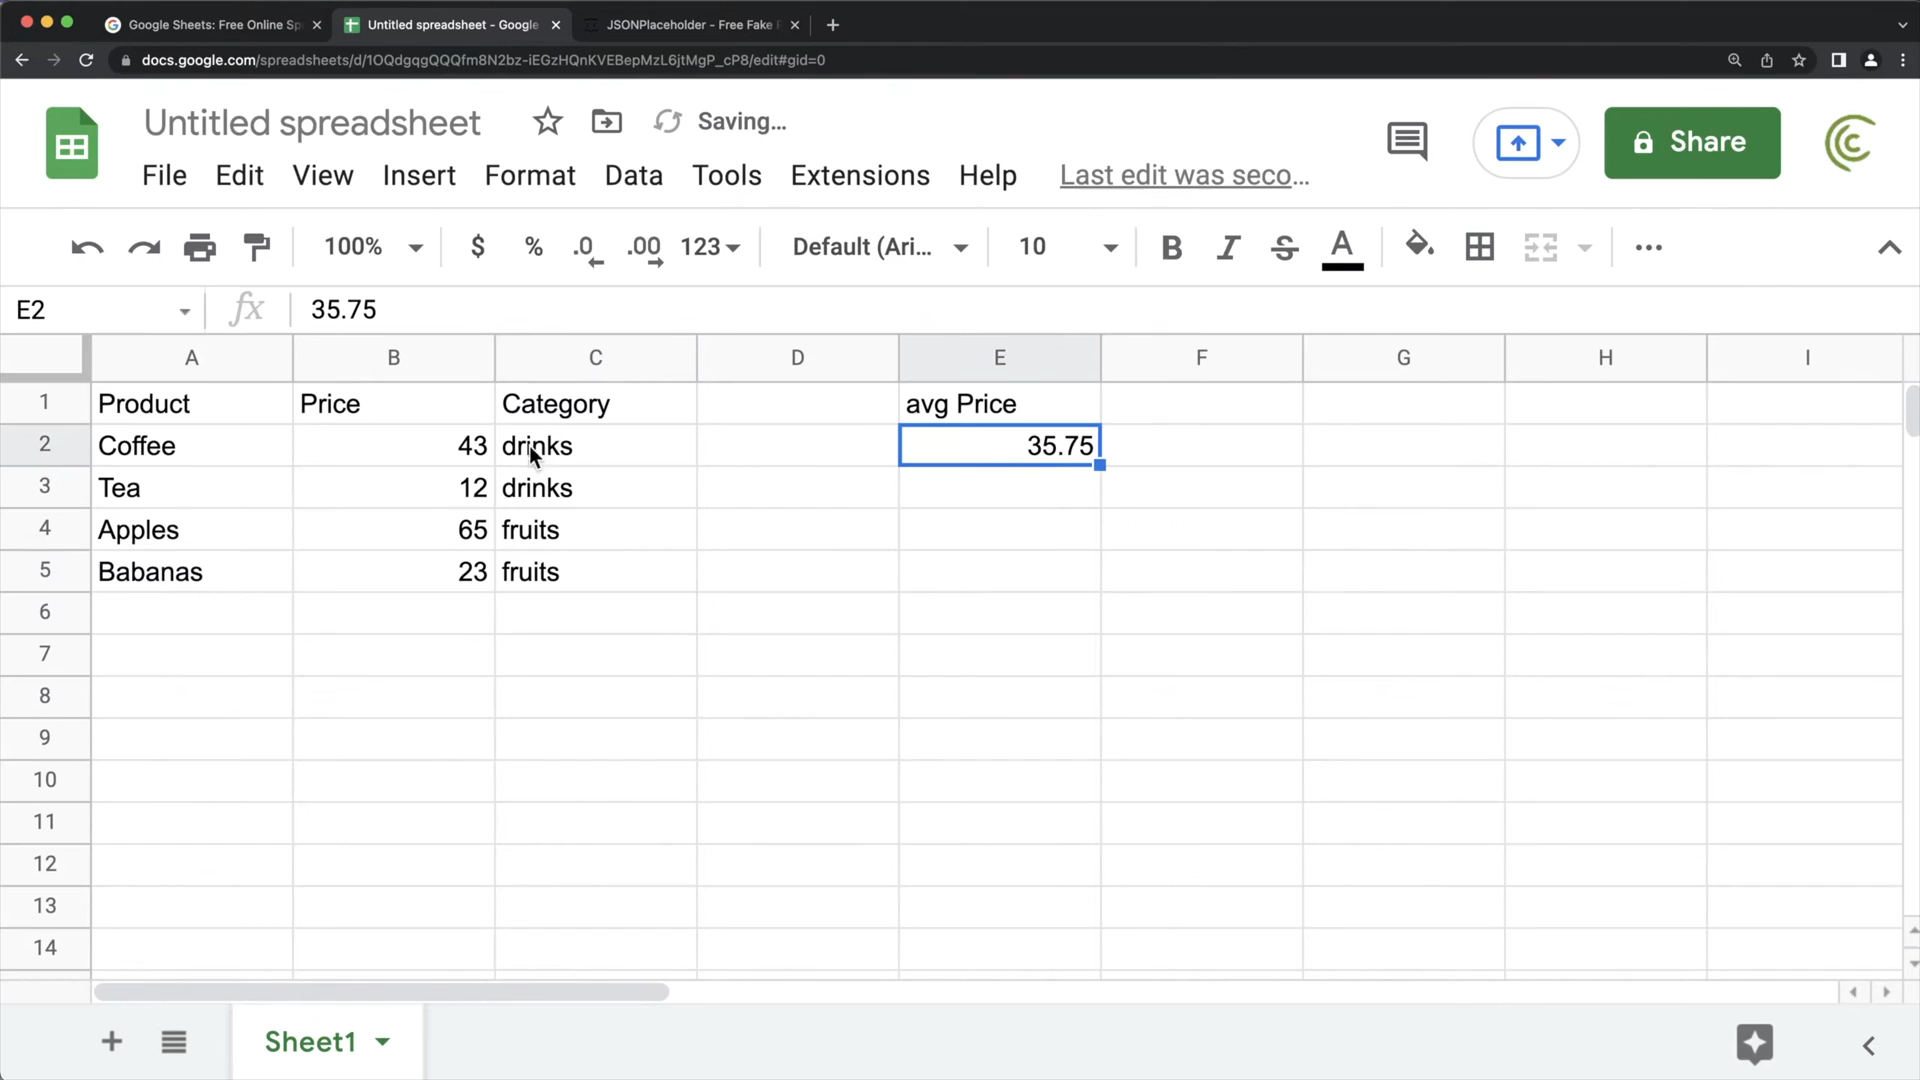 Google Sheets: Free Online Sp
Untitled spreadsheet - Google
JSONPlaceholder - Free Fake
docs.google.com/spreadsheets/d/1OQdgqgQQQfm8N2bz-iEGzHQnKVEBepMzL6jtMgP_cP8/edit#gid=0
Untitled spreadsheet Saving...
File Edit View Insert Format Data Tools Extensions Help Last edit was seco...
Share
100% $ % .0 .00 123 Default (Ari... 10 B I S A
E2 fx 35.75
A B C D E F G H I
1 Product Price Category avg Price
2 Coffee 43 drinks 35.75
3 Tea 12 drinks
4 Apples 65 fruits
5 Babanas 23 fruits
6
7
8
9
10
11
12
13
14
Sheet1